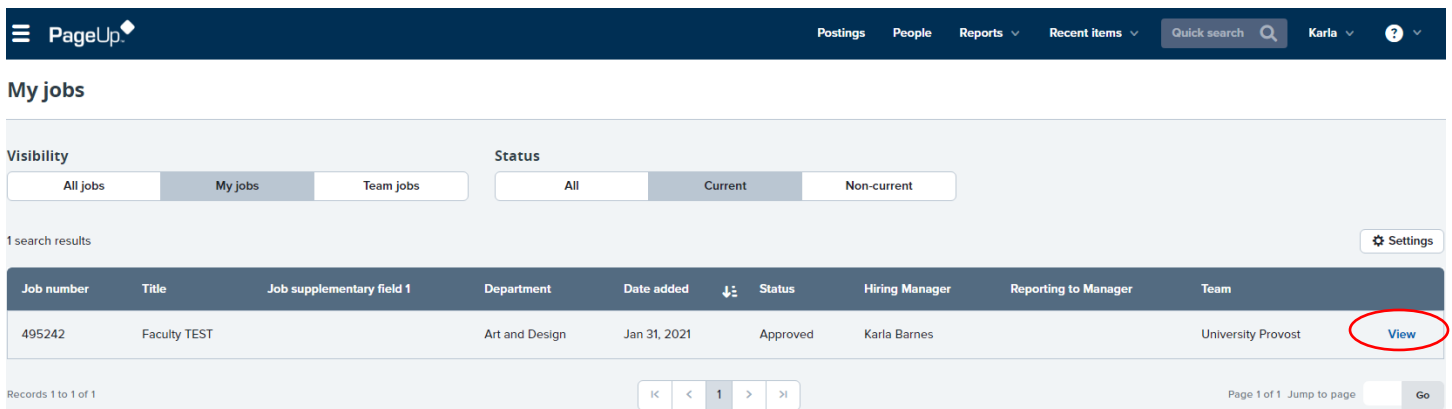 PageUp. Postings People Reports Recent items Quick search Karla ?
My jobs
Visibility Status
All jobs My jobs Team jobs All Current Non-current
1 search results Settings
Job number Title Job supplementary field 1 Department Date added Status Hiring Manager Reporting to Manager Team
495242 Faculty TEST Art and Design Jan 31, 2021 Approved Karla Barnes University Provost View
Records 1 to 1 of 1 1 Page 1 of 1 Jump to page Go